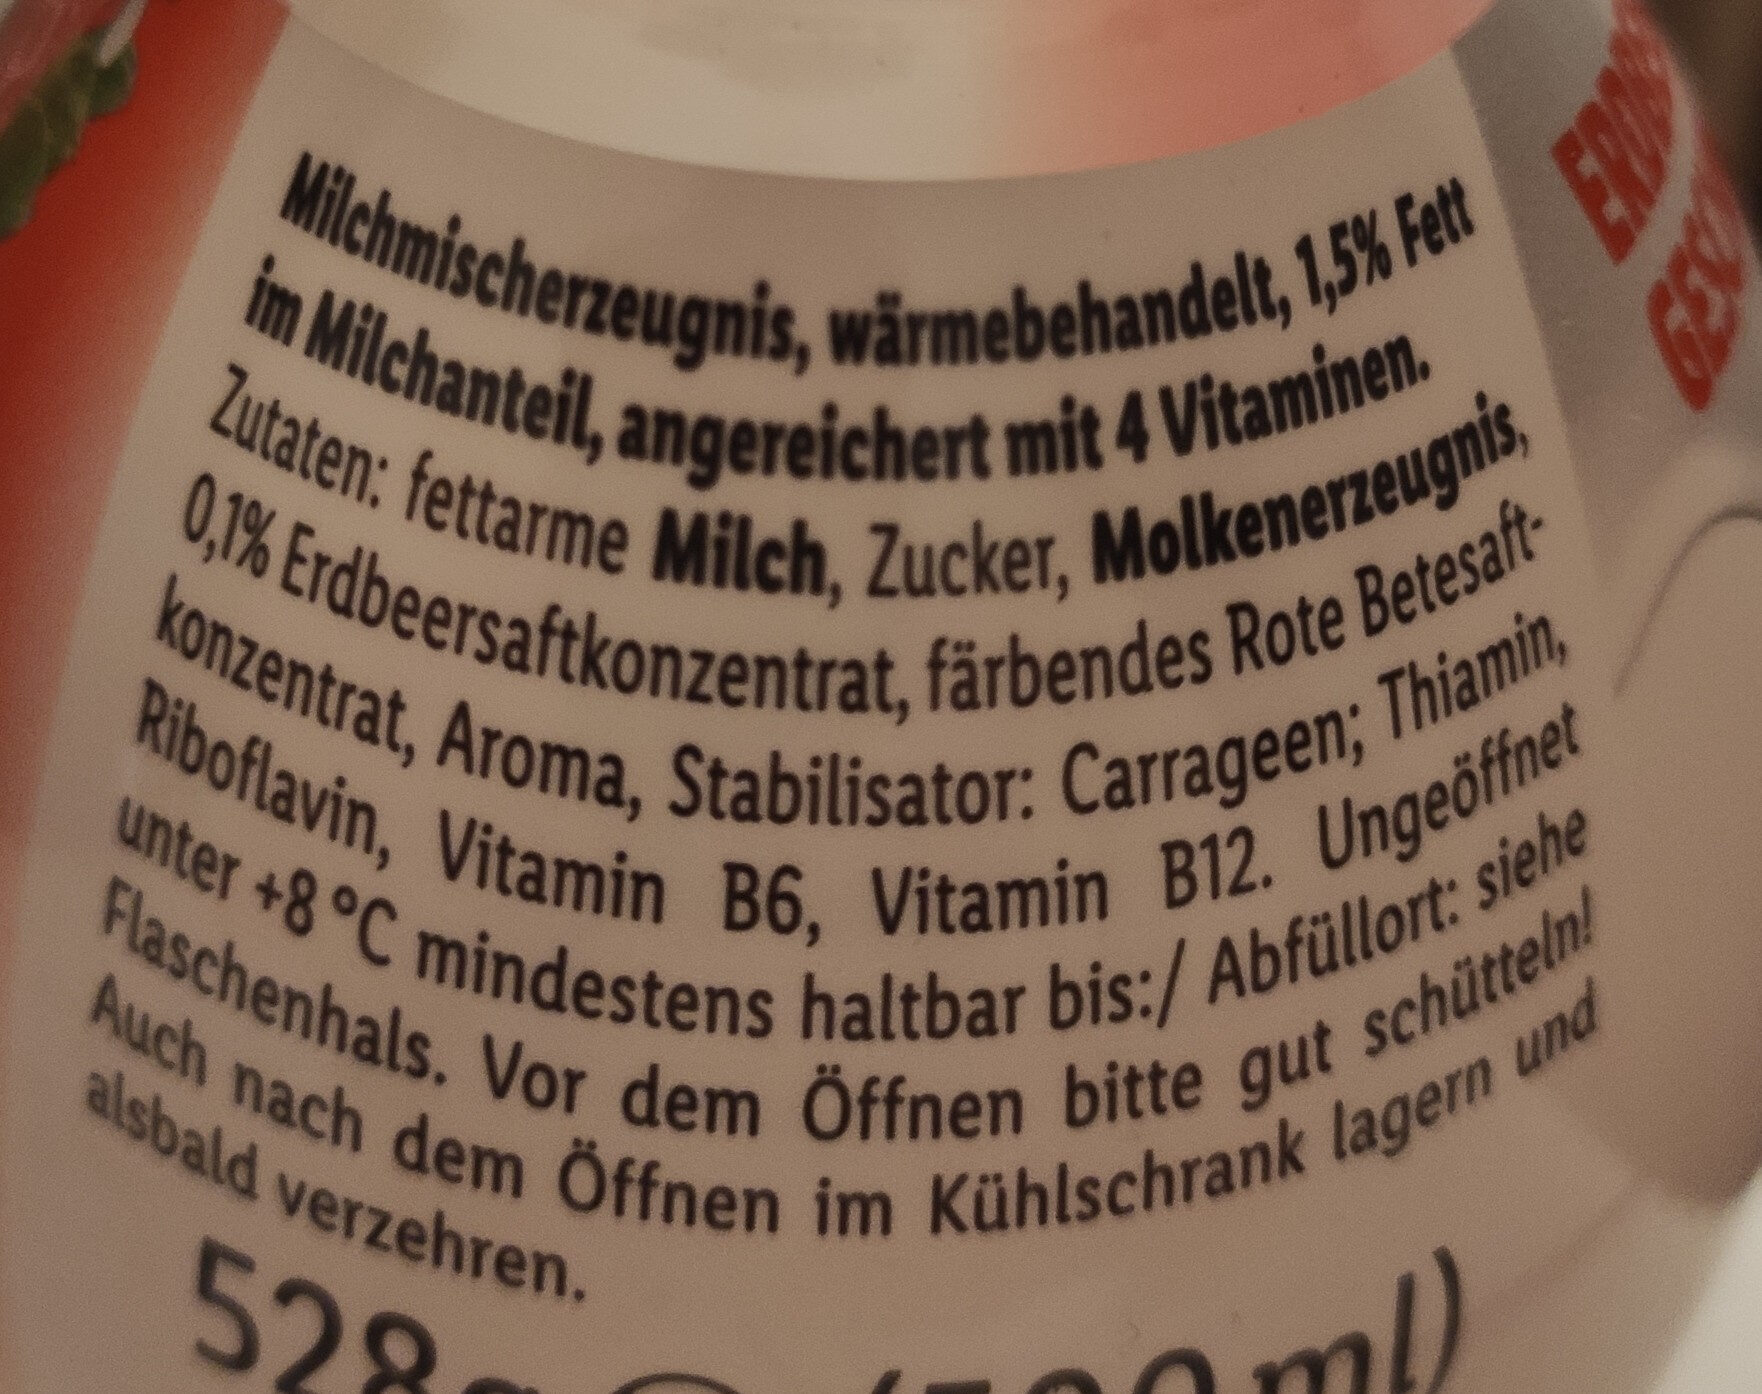 Milchmischerzeugnis, wärmebehandelt, 1,5% Fett
im Milchanteil, angereichert mit 4 Vitaminen.
Zutaten: fettarme Milch, Zucker, Molkenerzeugnis,
0,1% Erdbeersaftkonzentrat, färbendes Rote Betesaft-
konzentrat, Aroma, Stabilisator: Carrageen; Thiamin,
Riboflavin, Vitamin B6, Vitamin B12. Ungeöffnet
unter +8 °C mindestens haltbar bis:/ Abfüllort: siehe
Flaschenhals. Vor dem Öffnen bitte gut schütteln!
Auch nach dem Öffnen im Kühlschrank lagern und
alsbald verzehren.
528g (500 ml)